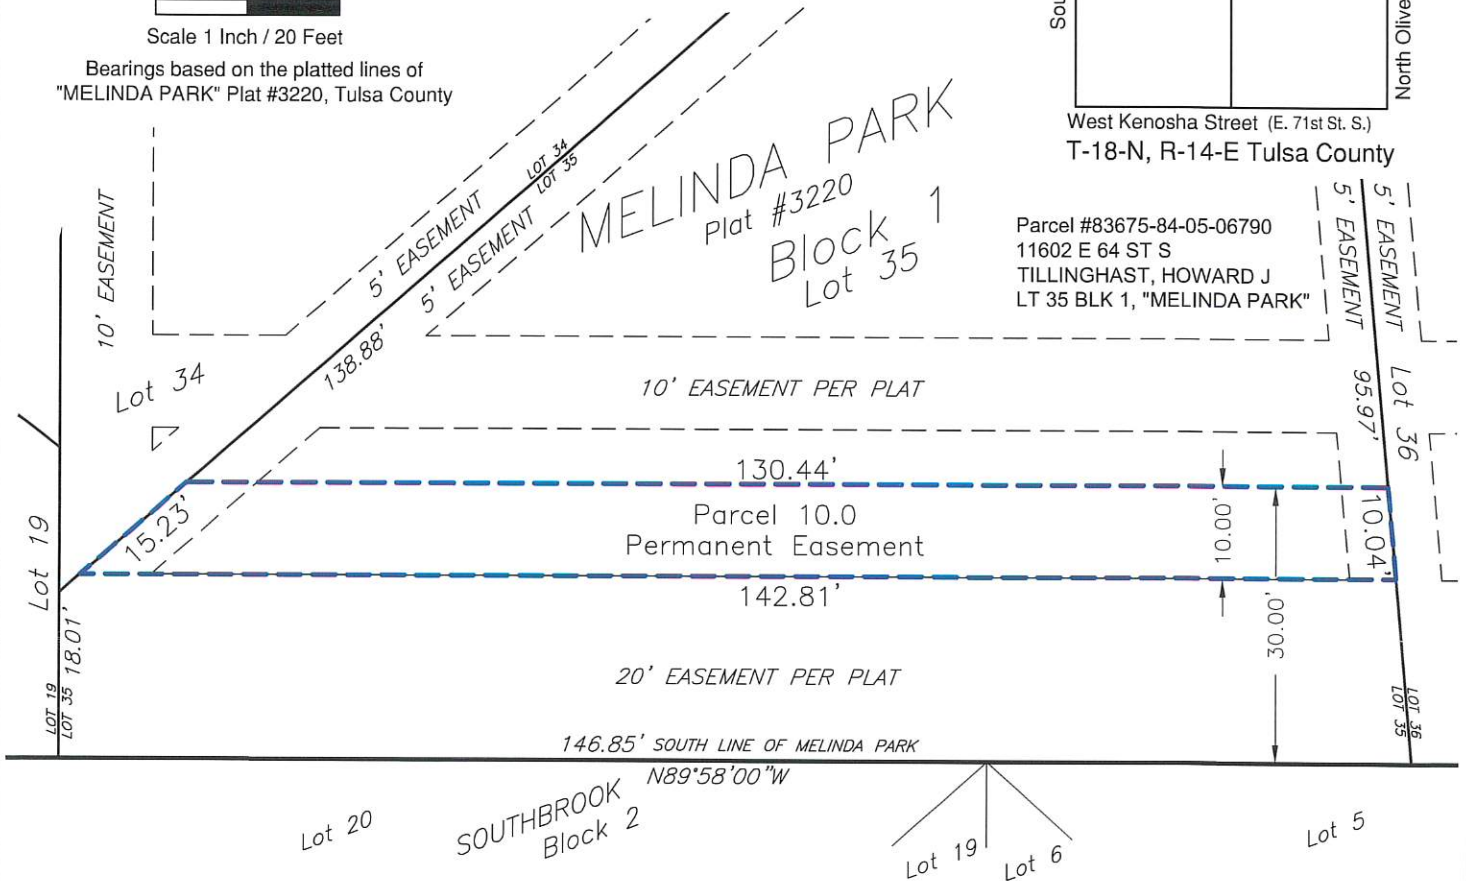 Scale 1 Inch / 20 Feet
Bearings based on the platted lines of
"MELINDA PARK" Plat #3220, Tulsa County
North Olive
West Kenosha Street (E. 71st St. S.)
T-18-N, R-14-E Tulsa County
Parcel #83675-84-05-06790
11602 E 64 ST S
TILLINGHAST, HOWARD J
LT 35 BLK 1, "MELINDA PARK"
MELINDA PARK
Plat #3220
Block 1
Lot 35
LOT 34
LOT 35
5' EASEMENT
5' EASEMENT
10' EASEMENT
138.88'
Lot 34
5' EASEMENT
5' EASEMENT
10' EASEMENT PER PLAT
95.97'
Lot 36
130.44'
Parcel 10.0
Permanent Easement
15.23'
10.00'
10.04'
142.81'
30.00'
Lot 19
18.01'
LOT 19
LOT 35
20' EASEMENT PER PLAT
LOT 36
LOT 35
146.85' SOUTH LINE OF MELINDA PARK
N89°58'00"W
SOUTHBROOK
Block 2
Lot 20
Lot 19
Lot 6
Lot 5